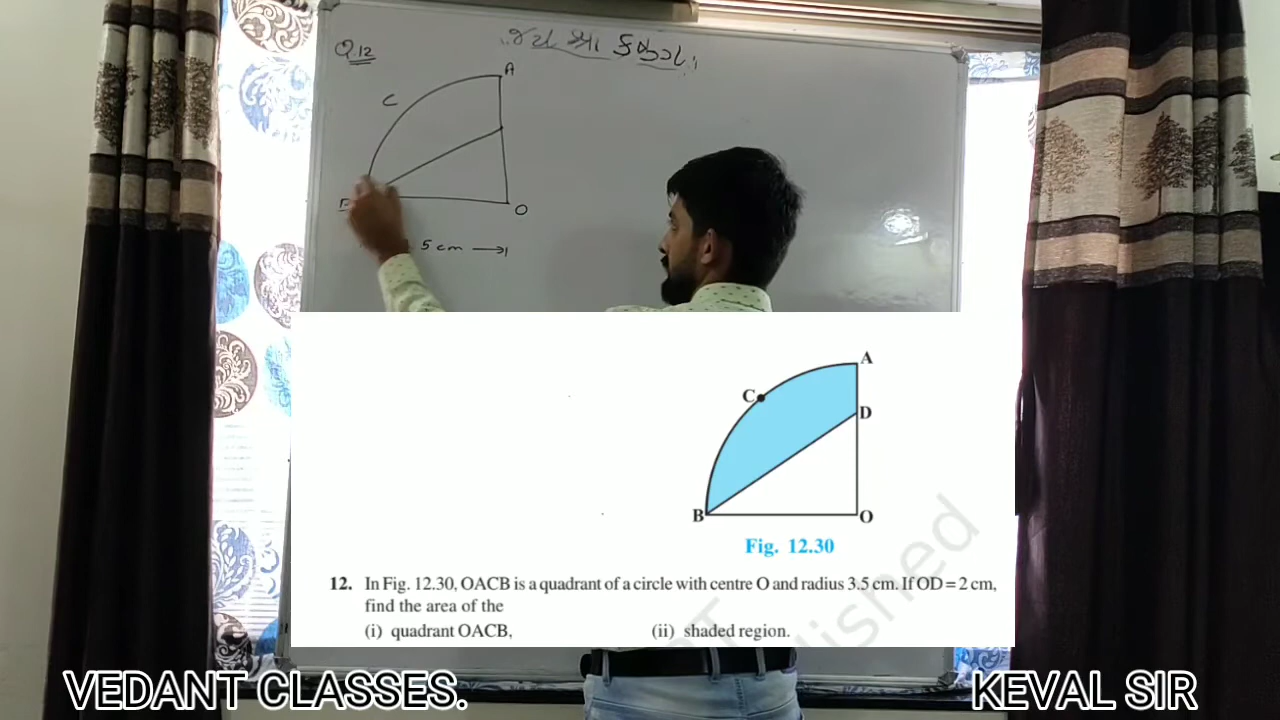 Q.12
A
C
O
5 cm
A
C
D
B
O
Fig. 12.30
12. In Fig. 12.30, OACB is a quadrant of a circle with centre O and radius 3.5 cm. If OD = 2 cm,
find the area of the
(i) quadrant OACB, (ii) shaded region.
VEDANT CLASSES. KEVAL SIR